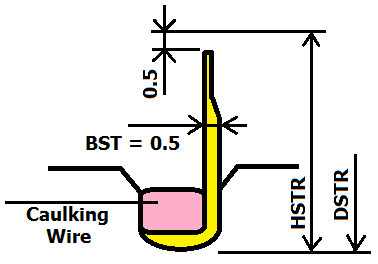 0.5
BST = 0.5
HSTR
DSTR
Caulking
Wire